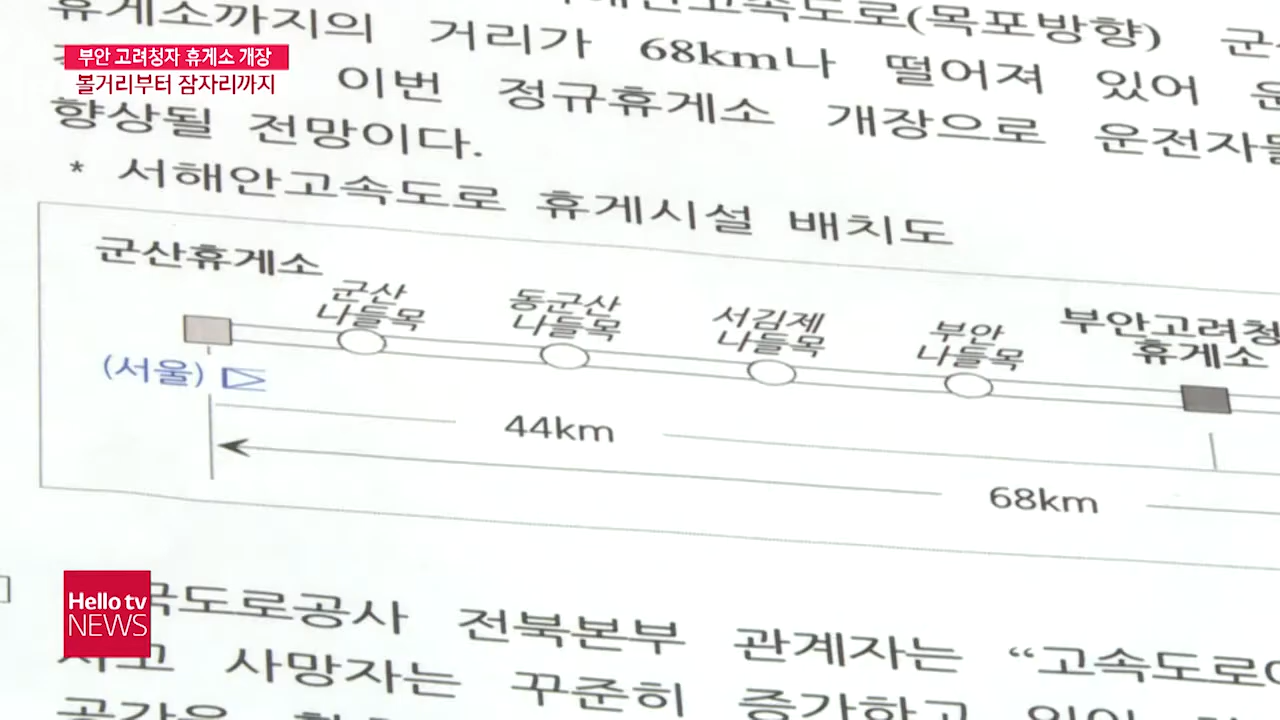 부안 고려청자 휴게소 개장
볼거리부터 잠자리까지
휴게소까지의 거리가 68km나 떨어져 있어
이번 정규휴게소 개장으로
향상될 전망이다.
* 서해안고속도로 휴게시설 배치도
군산휴게소
군산
나들목
동군산
나들목
서김제
나들목
부안
나들목
부안고려청
휴게소
(서울)
44km
68km
Hello tv
NEWS
국도로공사 전북본부 관계자는 “고속도로
사망자는 꾸준히 증가하고 있어
공간을